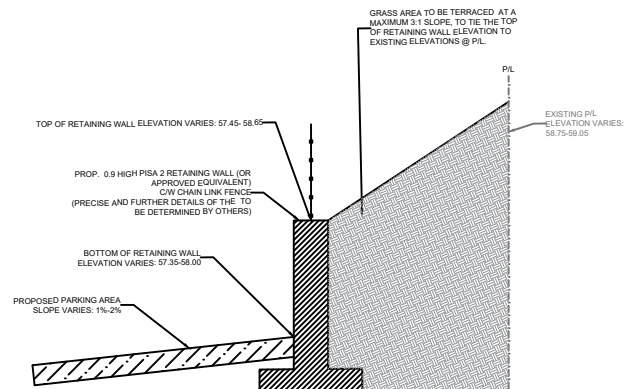 GRASS AREA TO BE TERRACED AT A
MAXIMUM 3:1 SLOPE, TO TIE THE TOP
OF RETAINING WALL ELEVATION TO
EXISTING ELEVATIONS @ P/L.
P/L
EXISTING P/L
ELEVATION VARIES:
58.75-59.05
TOP OF RETAINING WALL ELEVATION VARIES: 57.45- 58.65
PROP. 0.9 HIGH PISA 2 RETAINING WALL (OR
APPROVED EQUIVALENT)
C/W CHAIN LINK FENCE
(PRECISE AND FURTHER DETAILS OF THE TO
BE DETERMINED BY OTHERS)
BOTTOM OF RETAINING WALL
ELEVATION VARIES: 57.35-58.00
PROPOSED PARKING AREA
SLOPE VARIES: 1%-2%